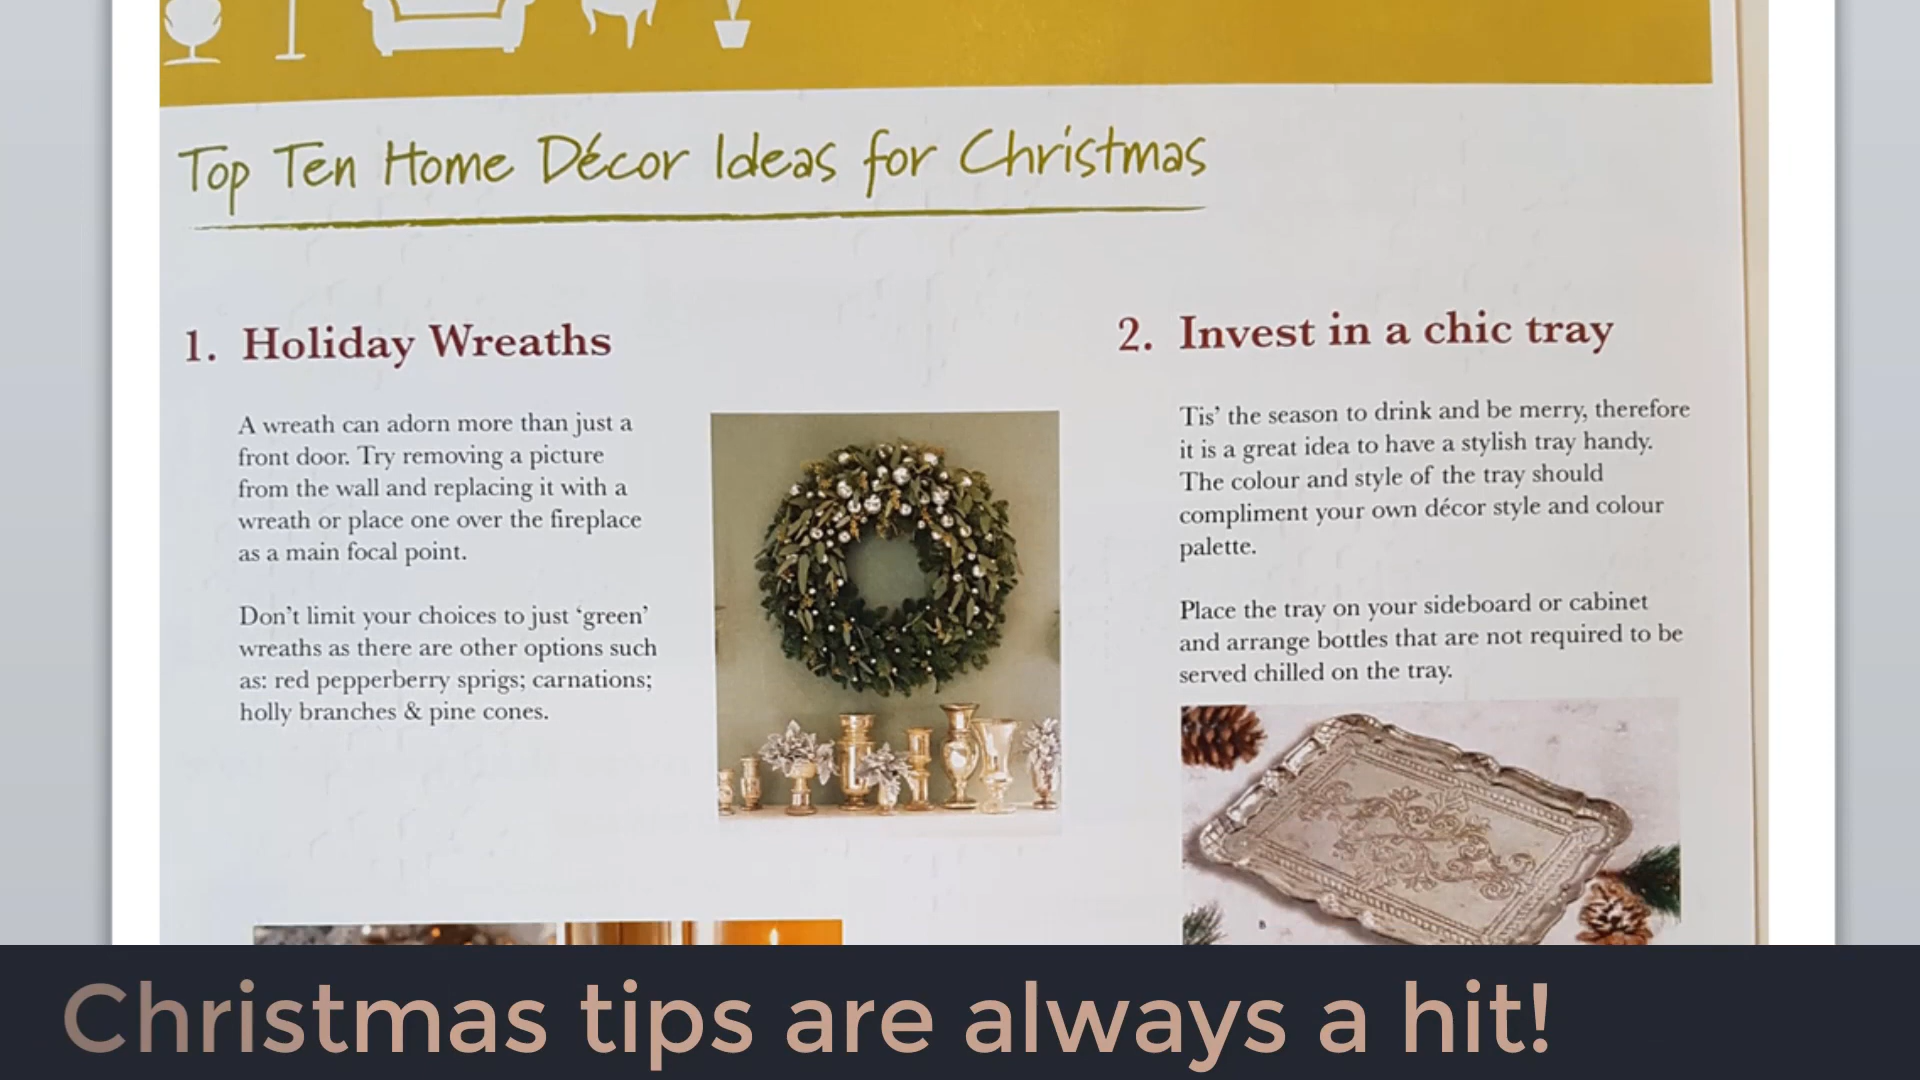 Top Ten Home Décor Ideas for Christmas
1. Holiday Wreaths
A wreath can adorn more than just a
front door. Try removing a picture
from the wall and replacing it with a
wreath or place one over the fireplace
as a main focal point.
Don't limit your choices to just ‘green’
wreaths as there are other options such
as: red pepperberry sprigs; carnations;
holly branches & pine cones.
2. Invest in a chic tray
Tis’ the season to drink and be merry, therefore
it is a great idea to have a stylish tray handy.
The colour and style of the tray should
compliment your own décor style and colour
palette.
Place the tray on your sideboard or cabinet
and arrange bottles that are not required to be
served chilled on the tray.
Christmas tips are always a hit!